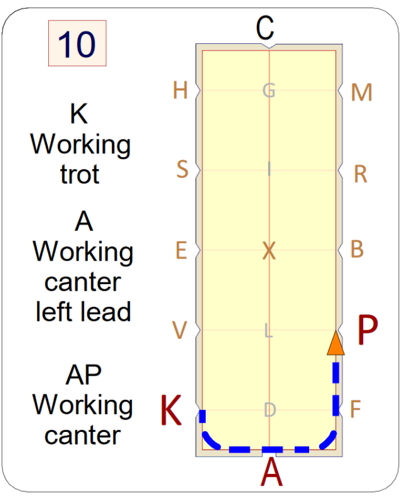 10
K
Working
trot
A
Working
canter
left lead
AP
Working
canter
C
H G M
S I R
E X B
V L P
K D F
A